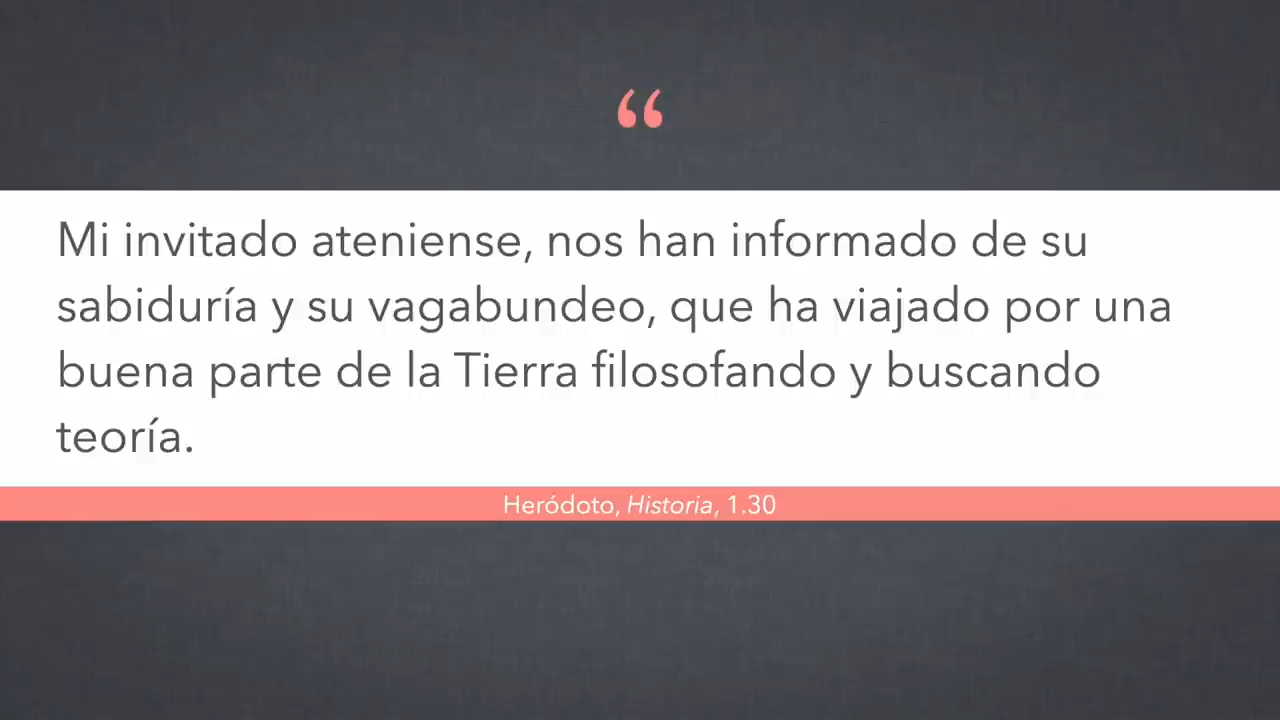 “
Mi invitado ateniense, nos han informado de su
sabiduría y su vagabundeo, que ha viajado por una
buena parte de la Tierra filosofando y buscando
teoría.
Heródoto, Historia, 1.30